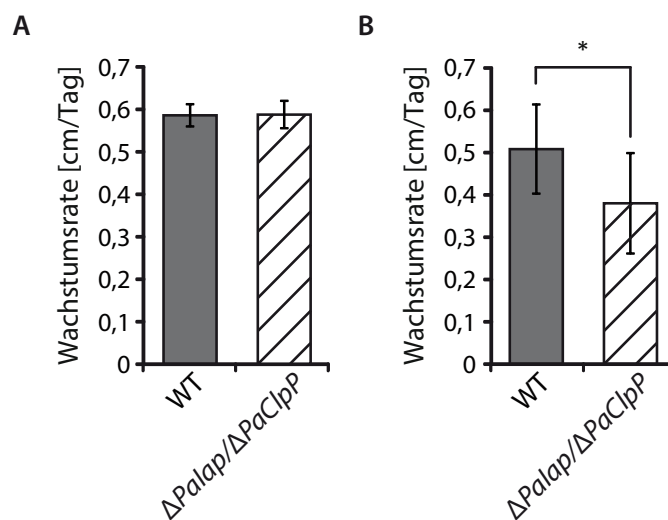 A
Wachstumsrate [cm/Tag]
0,7
0,6
0,5
0,4
0,3
0,2
0,1
0
WT
ΔPaIap/ΔPaClpP
B
Wachstumsrate [cm/Tag]
0,7
0,6
0,5
0,4
0,3
0,2
0,1
0
*
WT
ΔPaIap/ΔPaClpP